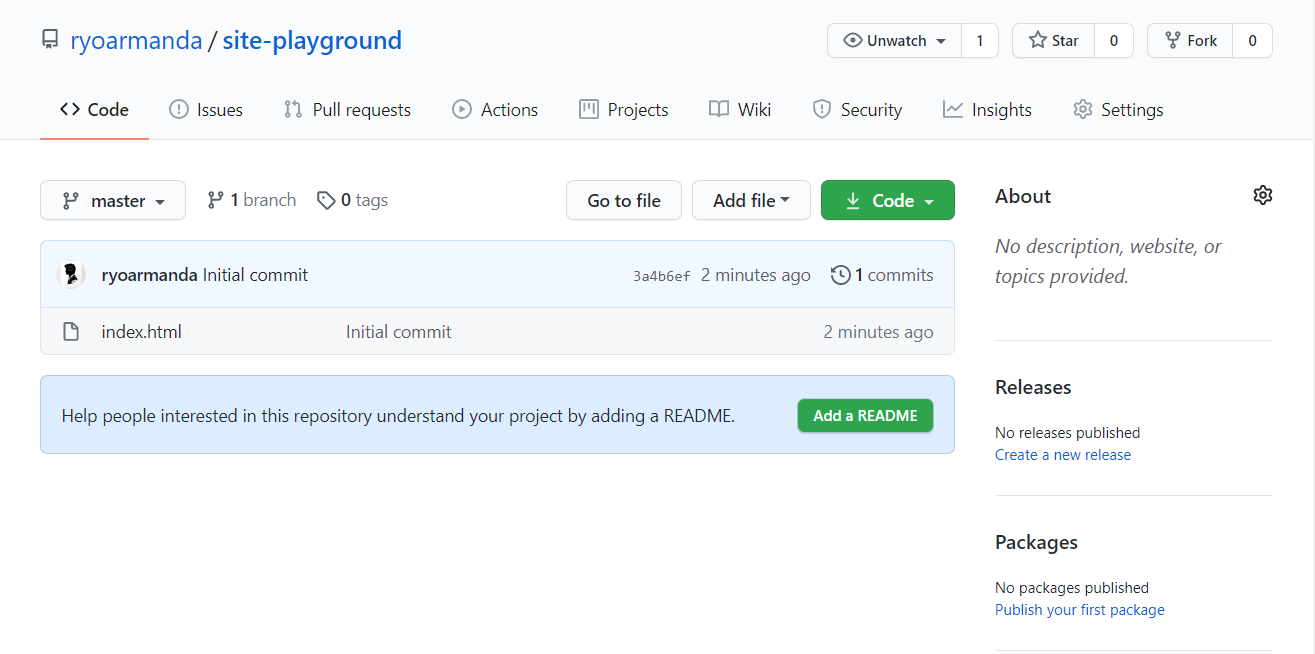 ryoarmanda / site-playground
Unwatch 1 Star 0 Fork 0
Code Issues Pull requests Actions Projects Wiki Security Insights Settings
master 1 branch 0 tags Go to file Add file Code
ryoarmanda Initial commit 3a4b6ef 2 minutes ago 1 commits
index.html Initial commit 2 minutes ago
Help people interested in this repository understand your project by adding a README. Add a README
About
No description, website, or
topics provided.
Releases
No releases published
Create a new release
Packages
No packages published
Publish your first package